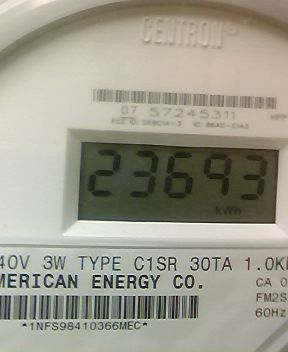 CENTRON®
07 57245311
23693
kWh
40V 3W TYPE C1SR 30TA 1.0K
MERICAN ENERGY CO.
CA 0
FM2S
60Hz
*1NFS98410366MEC*